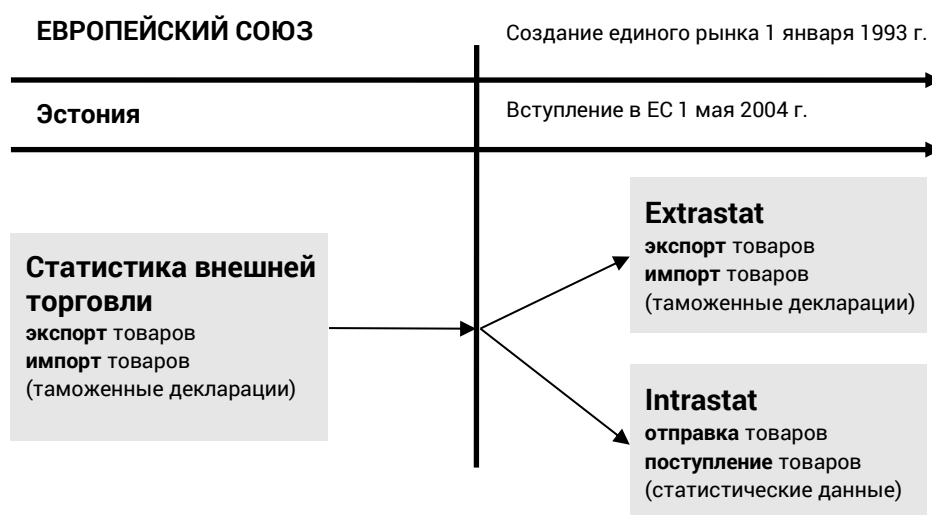 ЕВРОПЕЙСКИЙ СОЮЗ
Создание единого рынка 1 января 1993 г.
Эстония
Вступление в ЕС 1 мая 2004 г.
Статистика внешней
торговли
экспорт товаров
импорт товаров
(таможенные декларации)
Extrastat
экспорт товаров
импорт товаров
(таможенные декларации)
Intrastat
отправка товаров
поступление товаров
(статистические данные)